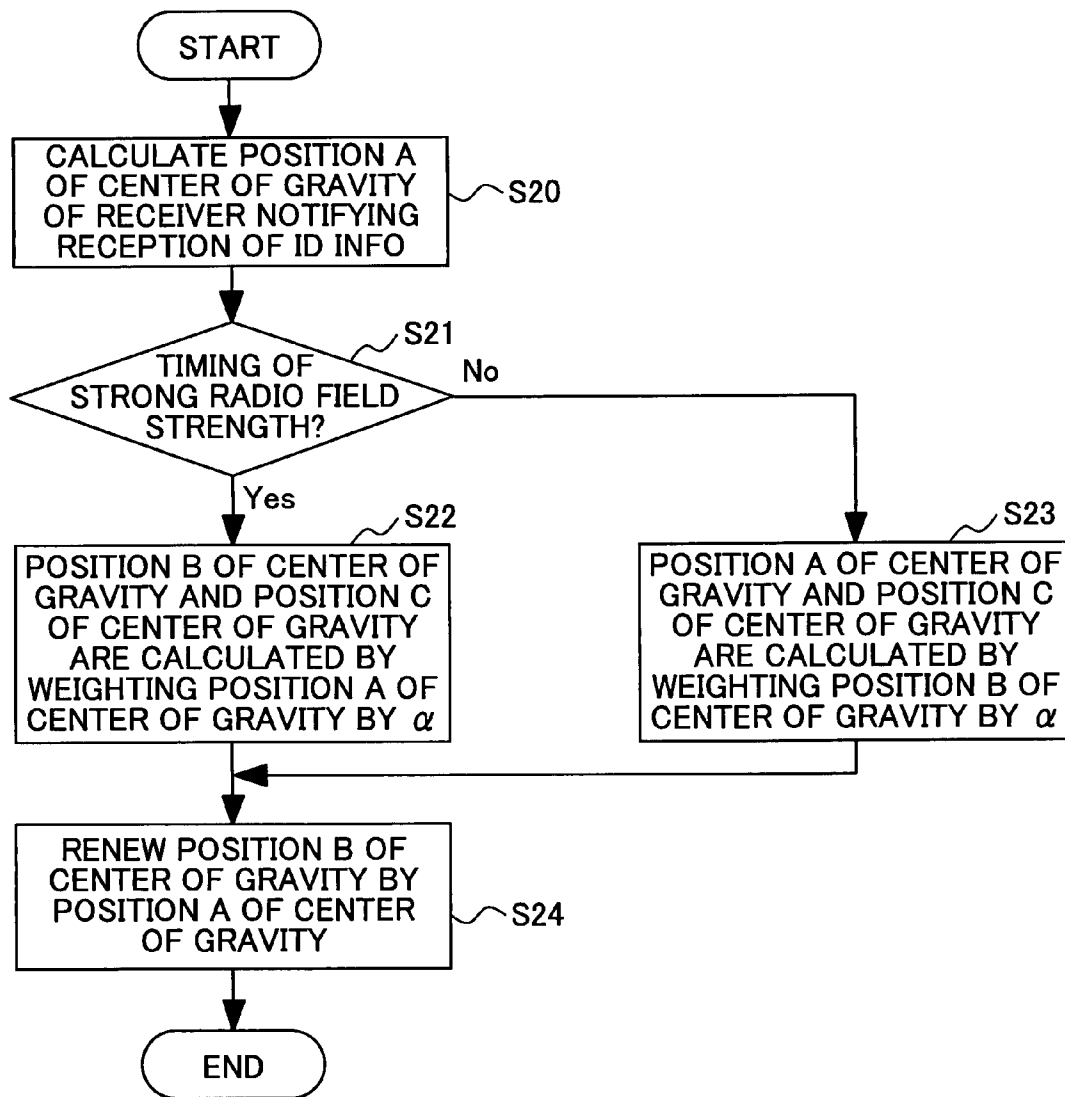 START
CALCULATE POSITION A
OF CENTER OF GRAVITY
OF RECEIVER NOTIFYING
RECEPTION OF ID INFO
S20
S21
TIMING OF
STRONG RADIO FIELD
STRENGTH?
No
Yes
S22
POSITION B OF CENTER OF
GRAVITY AND POSITION C
OF CENTER OF GRAVITY
ARE CALCULATED BY
WEIGHTING POSITION A OF
CENTER OF GRAVITY BY α
S23
POSITION A OF CENTER OF
GRAVITY AND POSITION C
OF CENTER OF GRAVITY
ARE CALCULATED BY
WEIGHTING POSITION B OF
CENTER OF GRAVITY BY α
RENEW POSITION B OF
CENTER OF GRAVITY BY
POSITION A OF CENTER
OF GRAVITY
S24
END